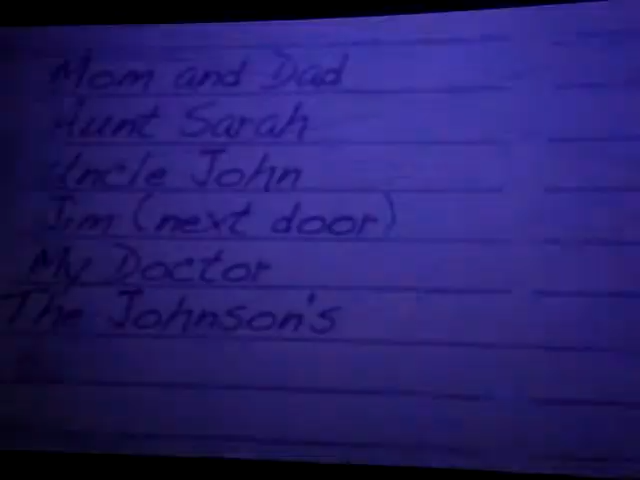 Mom and Dad
Aunt Sarah
Uncle John
Jim (next door)
My Doctor
The Johnson's